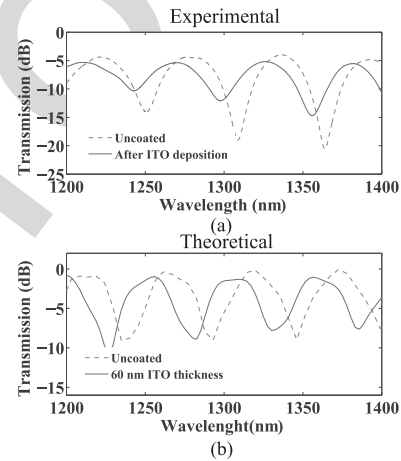 Experimental
0
−5
−10
−15
−20
−25
Transmission (dB)
Uncoated
After ITO deposition
1200 1250 1300 1350 1400
Wavelength (nm)
(a)
Theoretical
0
−5
−10
−15
Transmission (dB)
Uncoated
60 nm ITO thickness
1200 1250 1300 1350 1400
Wavelenght(nm)
(b)